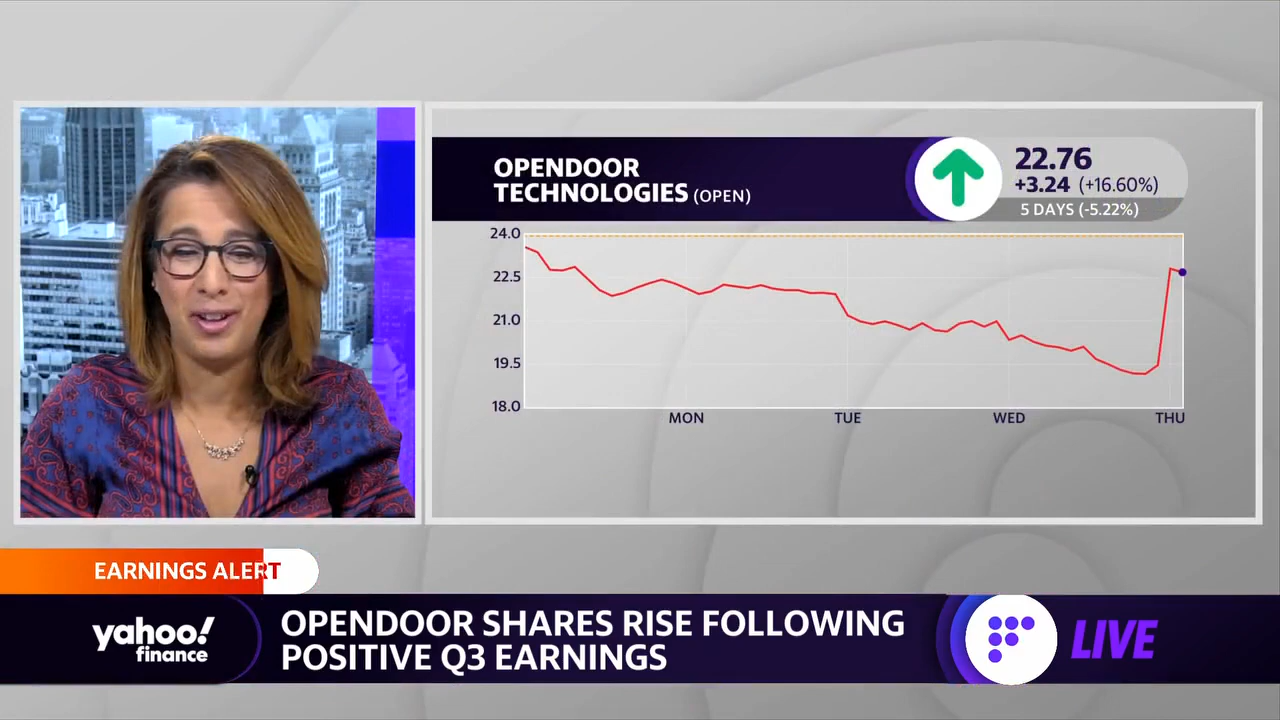 OPENDOOR
TECHNOLOGIES (OPEN)
22.76
+3.24 (+16.60%)
5 DAYS (-5.22%)
24.0
22.5
21.0
19.5
18.0
MON TUE WED THU
EARNINGS ALERT
yahoo!
finance
OPENDOOR SHARES RISE FOLLOWING
POSITIVE Q3 EARNINGS
LIVE